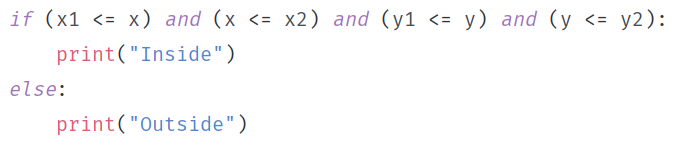 if (x1 <= x) and (x <= x2) and (y1 <= y) and (y <= y2):
    print("Inside")
else:
    print("Outside")